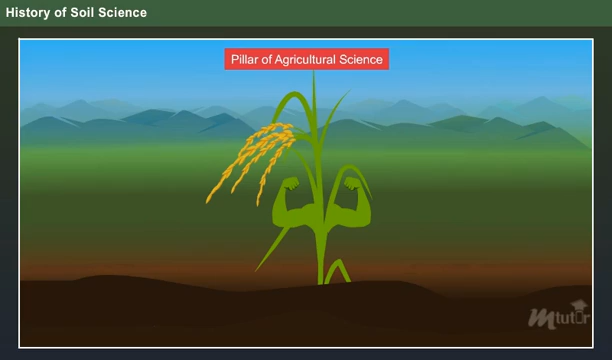 History of Soil Science
Pillar of Agricultural Science
mtutor